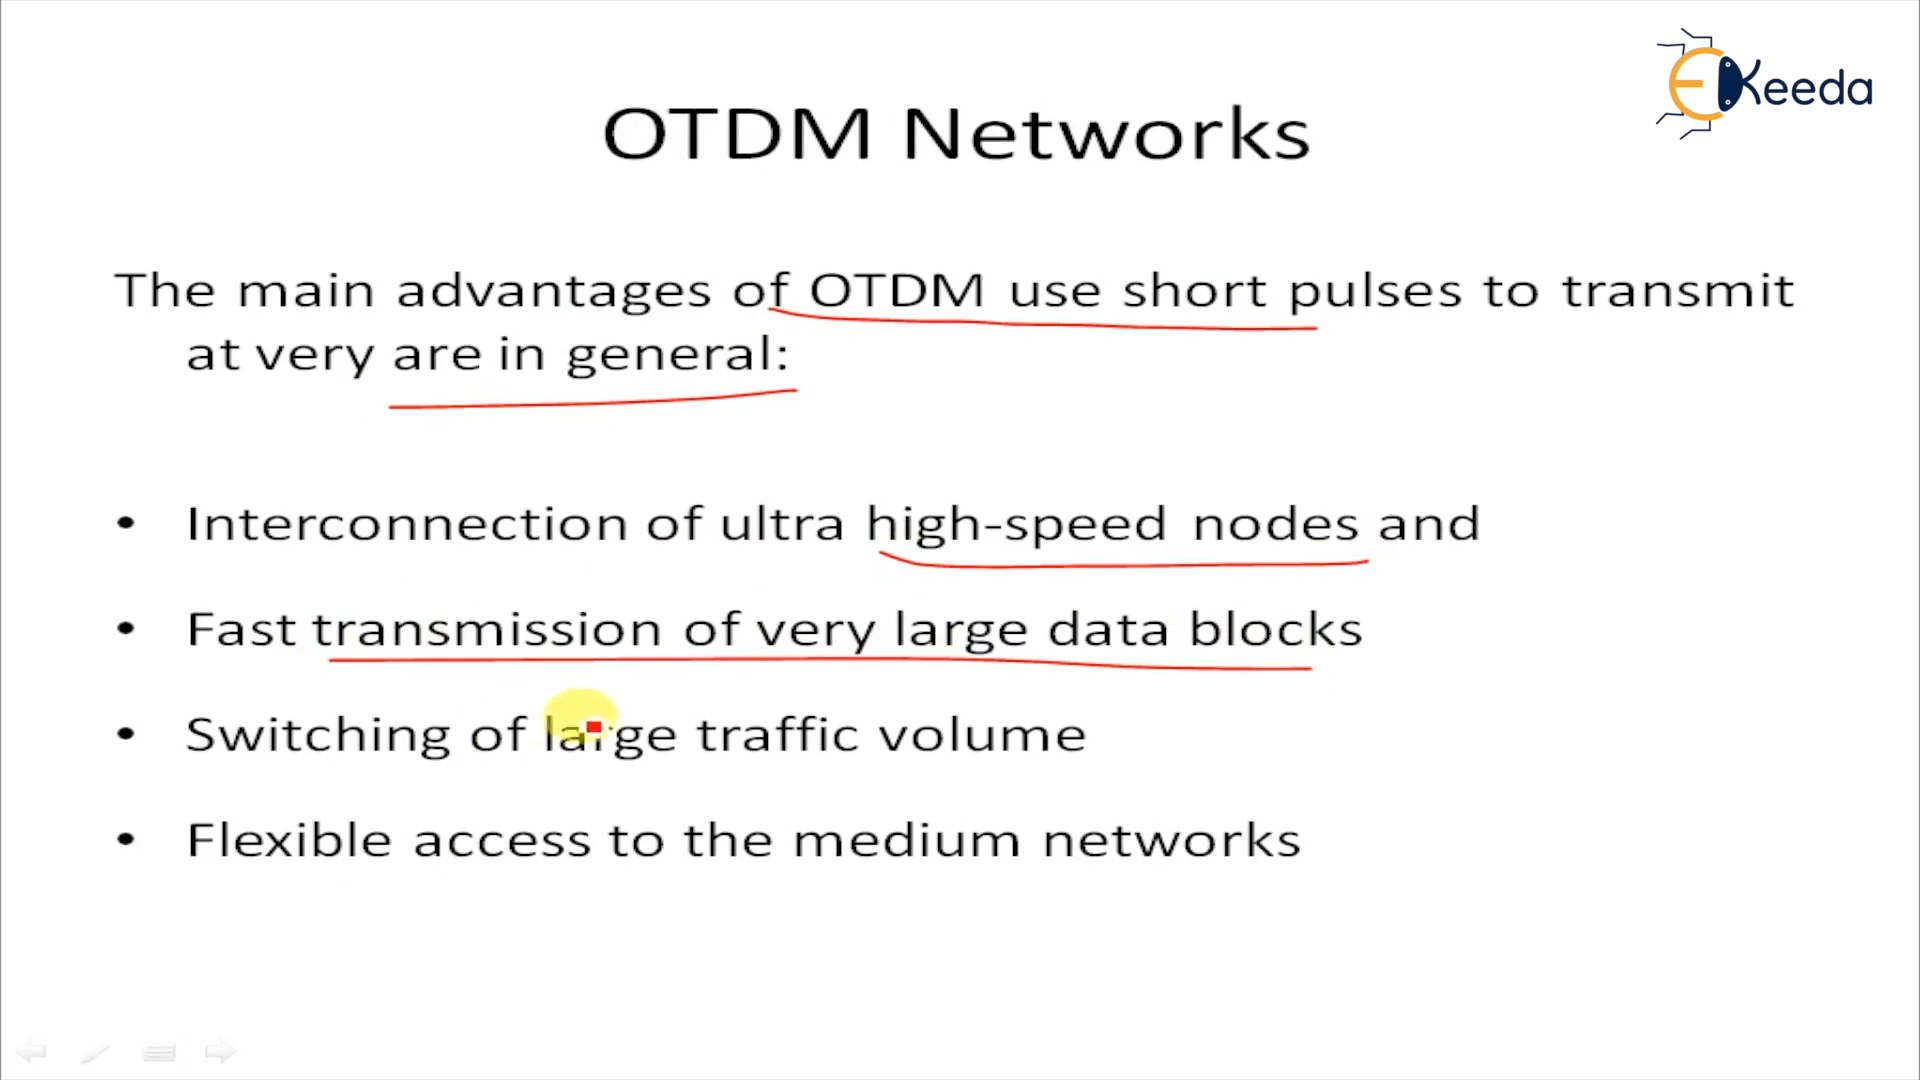 EKeeda
OTDM Networks
The main advantages of OTDM use short pulses to transmit
at very are in general:
• Interconnection of ultra high-speed nodes and
• Fast transmission of very large data blocks
• Switching of large traffic volume
• Flexible access to the medium networks